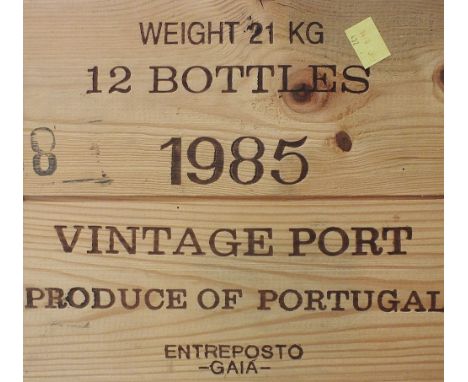 WEIGHT 21 KG
12 BOTTLES
8
1985
VINTAGE PORT
PRODUCE OF PORTUGAL
ENTREPOSTO
-GAIA-